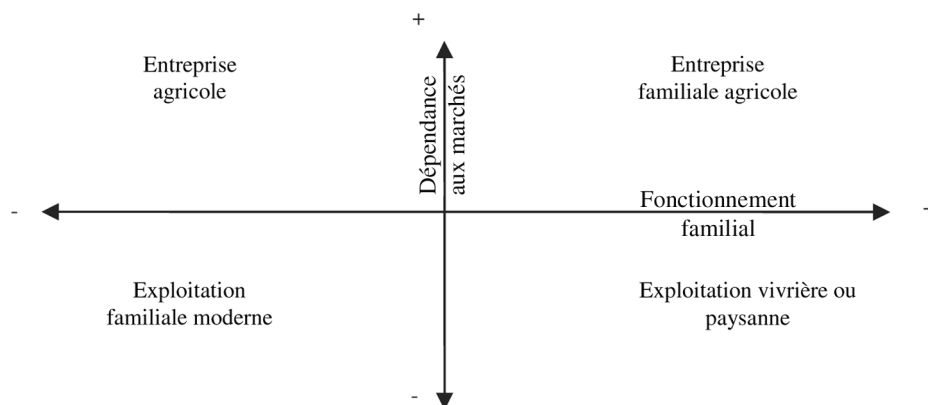 +
Entreprise
agricole
Dépendance
aux marchés
Entreprise
familiale agricole
-
Fonctionnement
familial
Exploitation
familiale moderne
Exploitation vivrière ou
paysanne
-